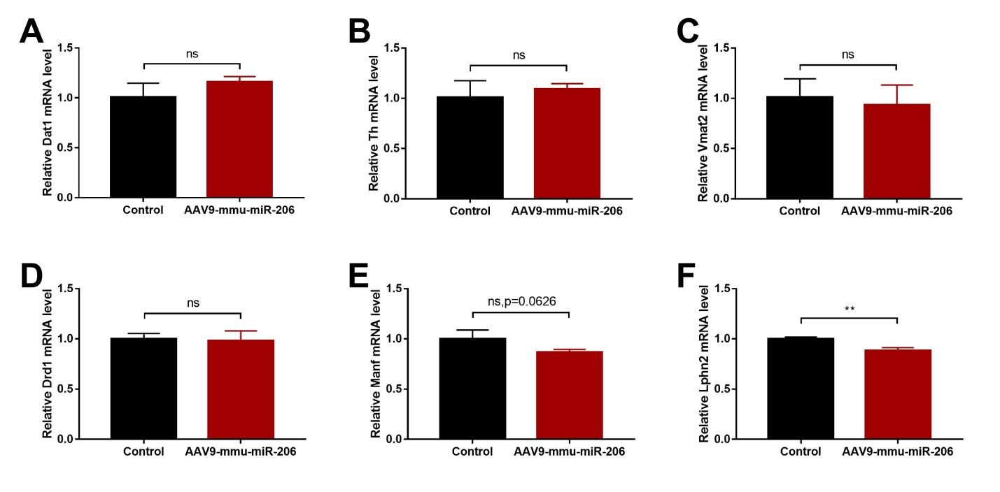 A
Relative Dat1 mRNA level
1.5
1.0
0.5
0.0
ns
Control
AAV9-mmu-miR-206
B
Relative Th mRNA level
1.5
1.0
0.5
0.0
ns
Control
AAV9-mmu-miR-206
C
Relative Vmat2 mRNA level
1.5
1.0
0.5
0.0
ns
Control
AAV9-mmu-miR-206
D
Relative Drd1 mRNA level
1.5
1.0
0.5
0.0
ns
Control
AAV9-mmu-miR-206
E
Relative Manf mRNA level
1.5
1.0
0.5
0.0
ns,p=0.0626
Control
AAV9-mmu-miR-206
F
Relative Lphn2 mRNA level
1.5
1.0
0.5
0.0
**
Control
AAV9-mmu-miR-206